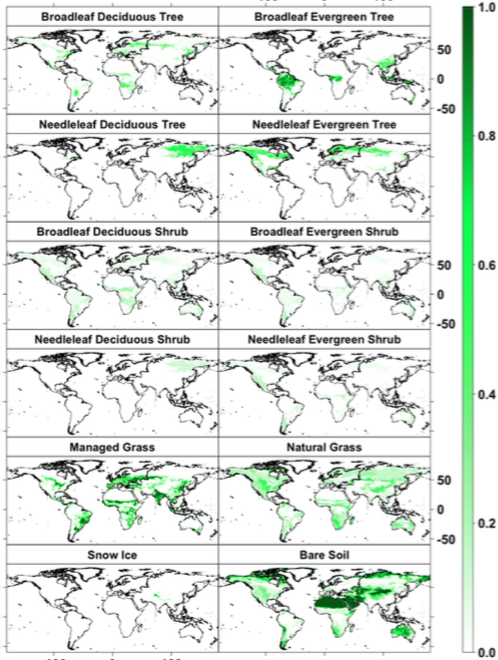 Broadleaf Deciduous Tree
Broadleaf Evergreen Tree
50
0
-50
Needleleaf Deciduous Tree
Needleleaf Evergreen Tree
Broadleaf Deciduous Shrub
Broadleaf Evergreen Shrub
50
0
-50
Needleleaf Deciduous Shrub
Needleleaf Evergreen Shrub
Managed Grass
Natural Grass
50
0
-50
Snow Ice
Bare Soil
1.0
0.8
0.6
0.4
0.2
0.0